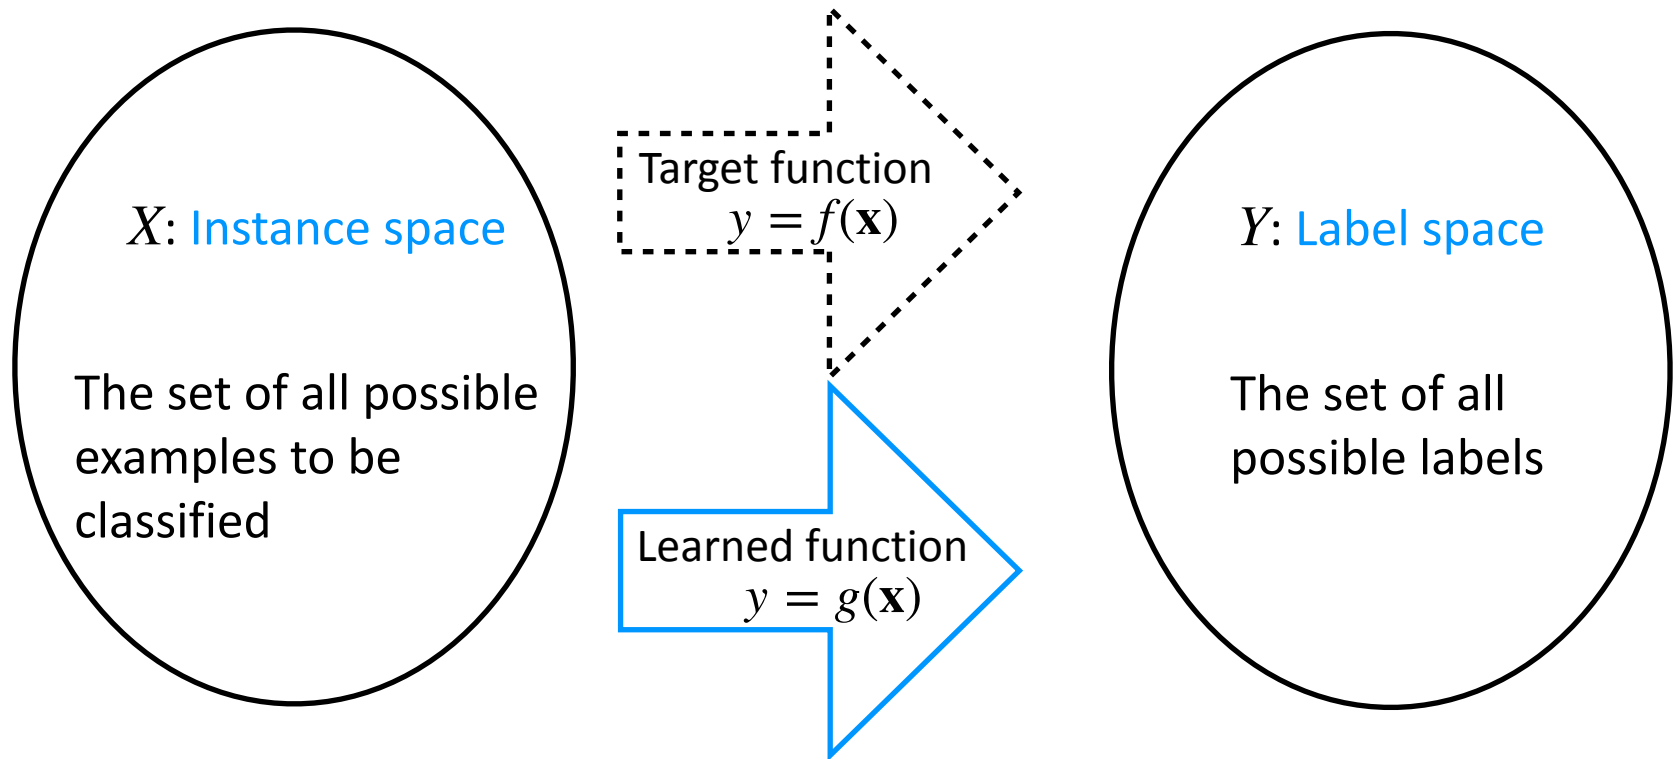 X: Instance space
The set of all possible
examples to be
classified
Target function
y = f(x)
Learned function
y = g(x)
Y: Label space
The set of all
possible labels